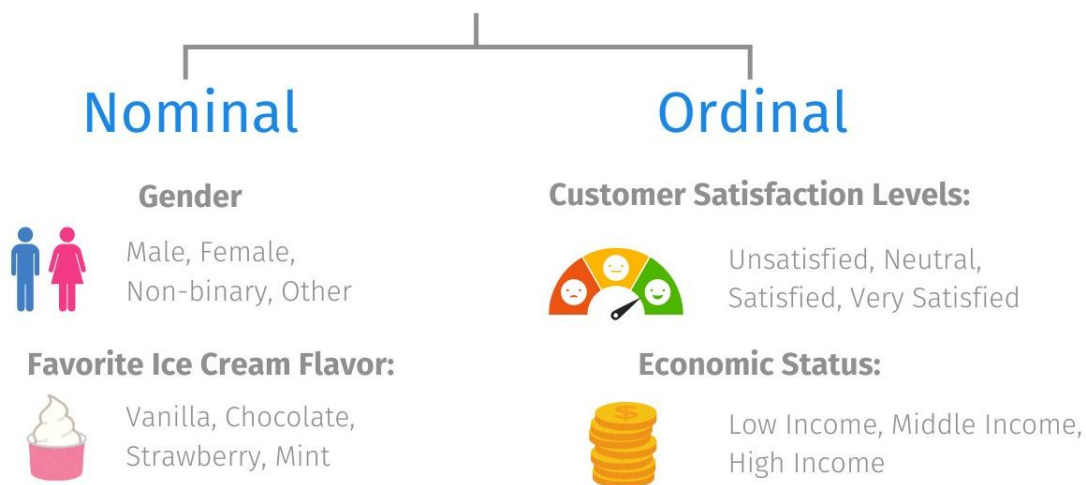 Nominal
Gender
Male, Female,
Non-binary, Other
Favorite Ice Cream Flavor:
Vanilla, Chocolate,
Strawberry, Mint
Ordinal
Customer Satisfaction Levels:
Unsatisfied, Neutral,
Satisfied, Very Satisfied
Economic Status:
$
Low Income, Middle Income,
High Income